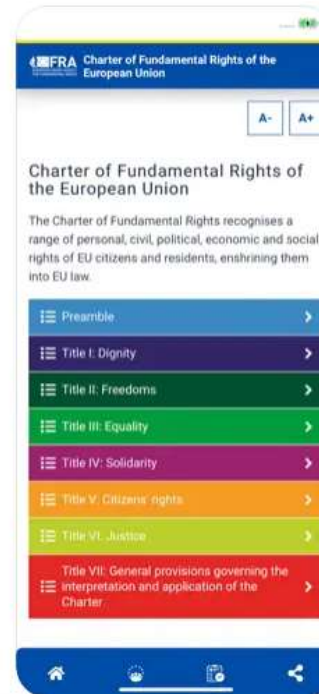 FRA Charter of Fundamental Rights of the
European Union
A- A+
Charter of Fundamental Rights of
the European Union
The Charter of Fundamental Rights recognises a
range of personal, civil, political, economic and social
rights of EU citizens and residents, enshrining them
into EU law.
Preamble
Title I: Dignity
Title II: Freedoms
Title III: Equality
Title IV: Solidarity
Title V: Citizens' rights
Title VI: Justice
Title VII: General provisions governing the
interpretation and application of the
Charter